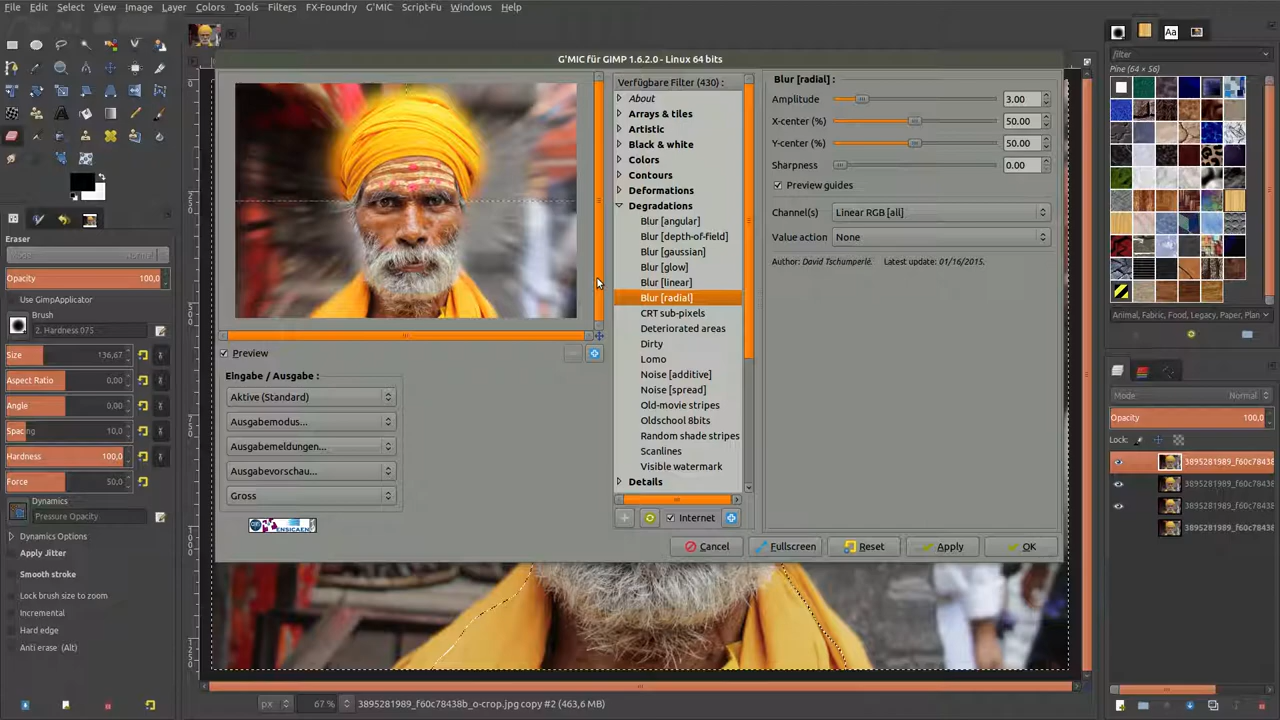 File Edit Select View Image Layer Colors Tools Filters FX-Foundry G'MIC Script-Fu Windows Help
G'MIC für GIMP 1.6.2.0 - Linux 64 bits
Eraser
Opacity 100,0
Use GimpApplicator
Brush
2. Hardness 075
Size 136,67
Aspect Ratio 0,00
Angle 0,00
Spacing 10,0
Hardness 100,0
Force 50,0
Dynamics
Pressure Opacity
Dynamics Options
Apply Jitter
Smooth stroke
Lock brush size to zoom
Incremental
Hard edge
Anti erase (Alt)
Preview
Eingabe / Ausgabe :
Aktive (Standard)
Ausgabemodus...
Ausgabemeldungen...
Ausgabevorschau...
Gross
ENSICAEN
Verfügbare Filter (430) :
About
Arrays & tiles
Artistic
Black & white
Colors
Contours
Deformations
Degradations
Blur [angular]
Blur [depth-of-field]
Blur [gaussian]
Blur [glow]
Blur [linear]
Blur [radial]
CRT sub-pixels
Deteriorated areas
Dirty
Lomo
Noise [additive]
Noise [spread]
Old-movie stripes
Oldschool 8bits
Random shade stripes
Scanlines
Visible watermark
Details
Internet
Blur [radial] :
Amplitude 3.00
X-center (%) 50.00
Y-center (%) 50.00
Sharpness 0.00
Preview guides
Channel(s) Linear RGB [all]
Value action None
Author: David Tschumperlé. Latest update: 01/16/2015.
Cancel Fullscreen Reset Apply OK
filter
Pine (64 × 56)
Animal, Fabric, Food, Legacy, Paper, Plan
Mode: Normal
Opacity 100,0
Lock:
3895281989_f60c78438
3895281989_f60c78438
3895281989_f60c78438
3895281989_f60c78438
px 67 % 3895281989_f60c78438b_o-crop.jpg copy #2 (463,6 MB)